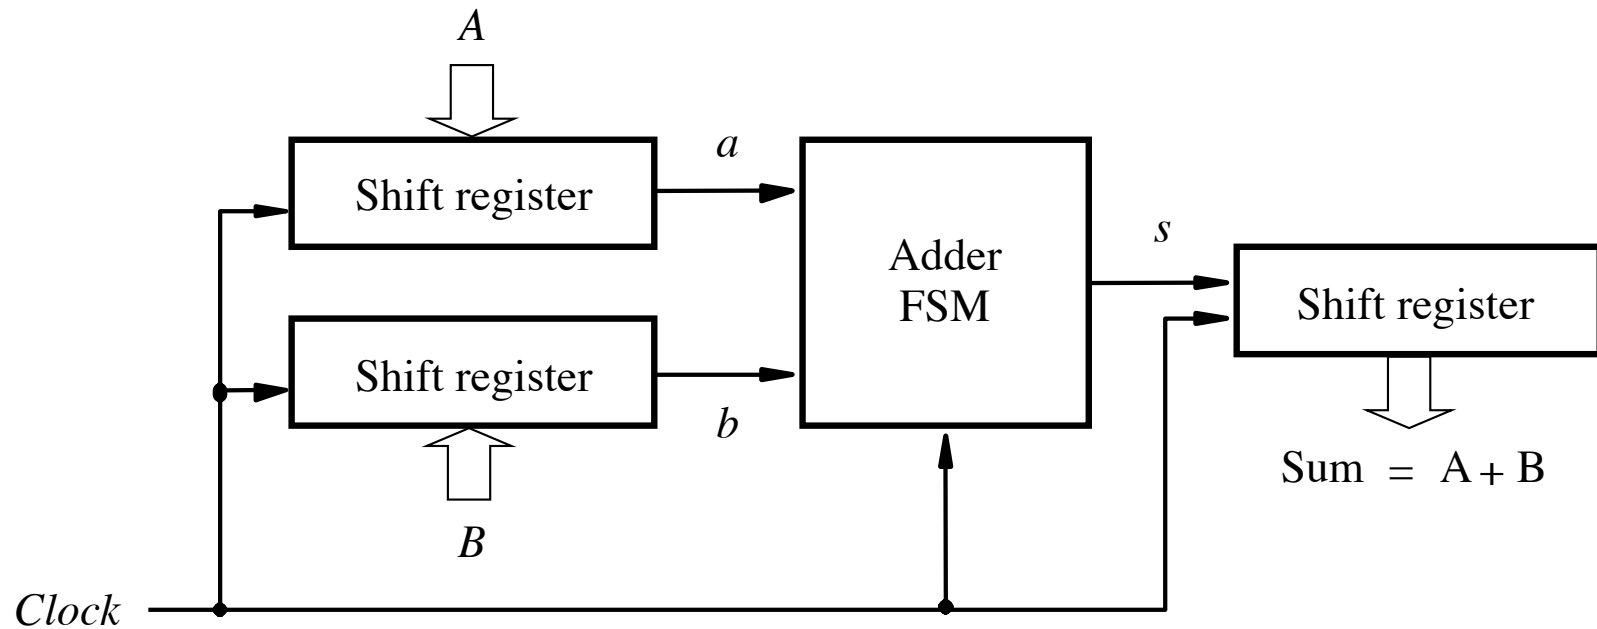 A
Shift register
a
Adder
FSM
s
Shift register
Shift register
b
Sum = A + B
B
Clock